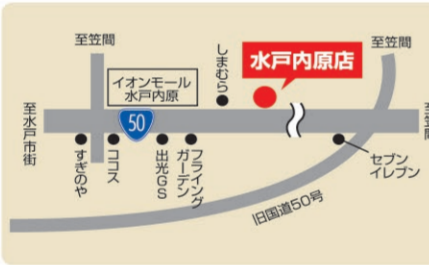 至笠間
しまむら
水戸内原店
至笠間
イオンモール
水戸内原
至水戸市街
50
至笠間
すぎのや
ココス
出光GS
フライング
ガーデン
セブン
イレブン
旧国道50号